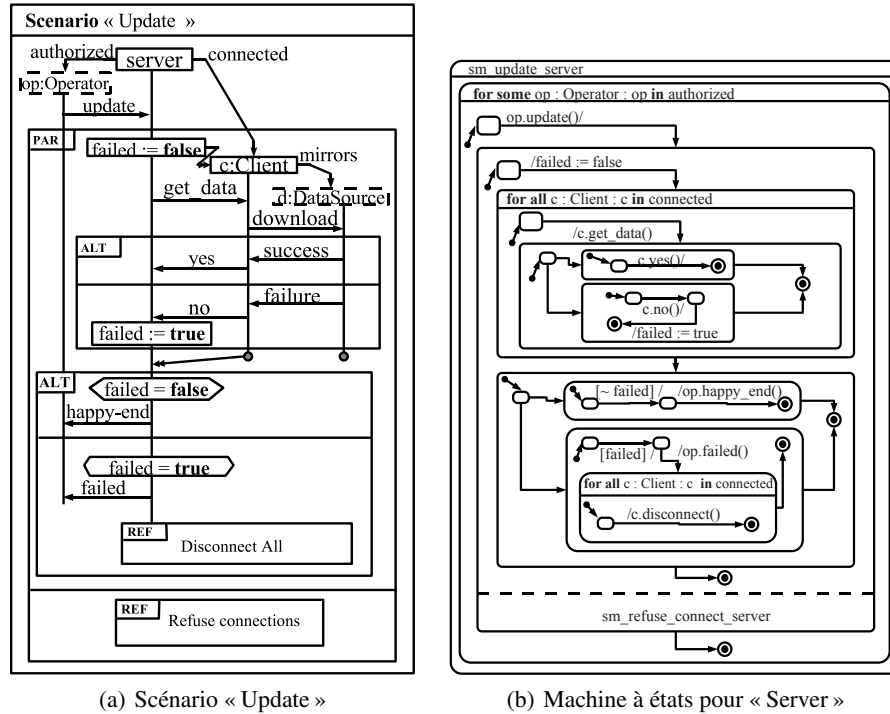 Scenario « Update »
authorized
server
connected
op:Operator
update
PAR
failed := false
c:Client
mirrors
get_data
d:DataSource
download
ALT
success
yes
failure
no
failed := true
ALT
failed = false
happy-end
failed = true
failed
REF
Disconnect All
REF
Refuse connections
(a) Scénario « Update »
sm_update_server
for some op : Operator : op in authorized
op.update()/
/failed := false
for all c : Client : c in connected
/c.get_data()
c.yes()/
c.no()/
/failed := true
[~ failed] / /op.happy_end()
[failed] / /op.failed()
for all c : Client : c in connected
/c.disconnect()
sm_refuse_connect_server
(b) Machine à états pour « Server »